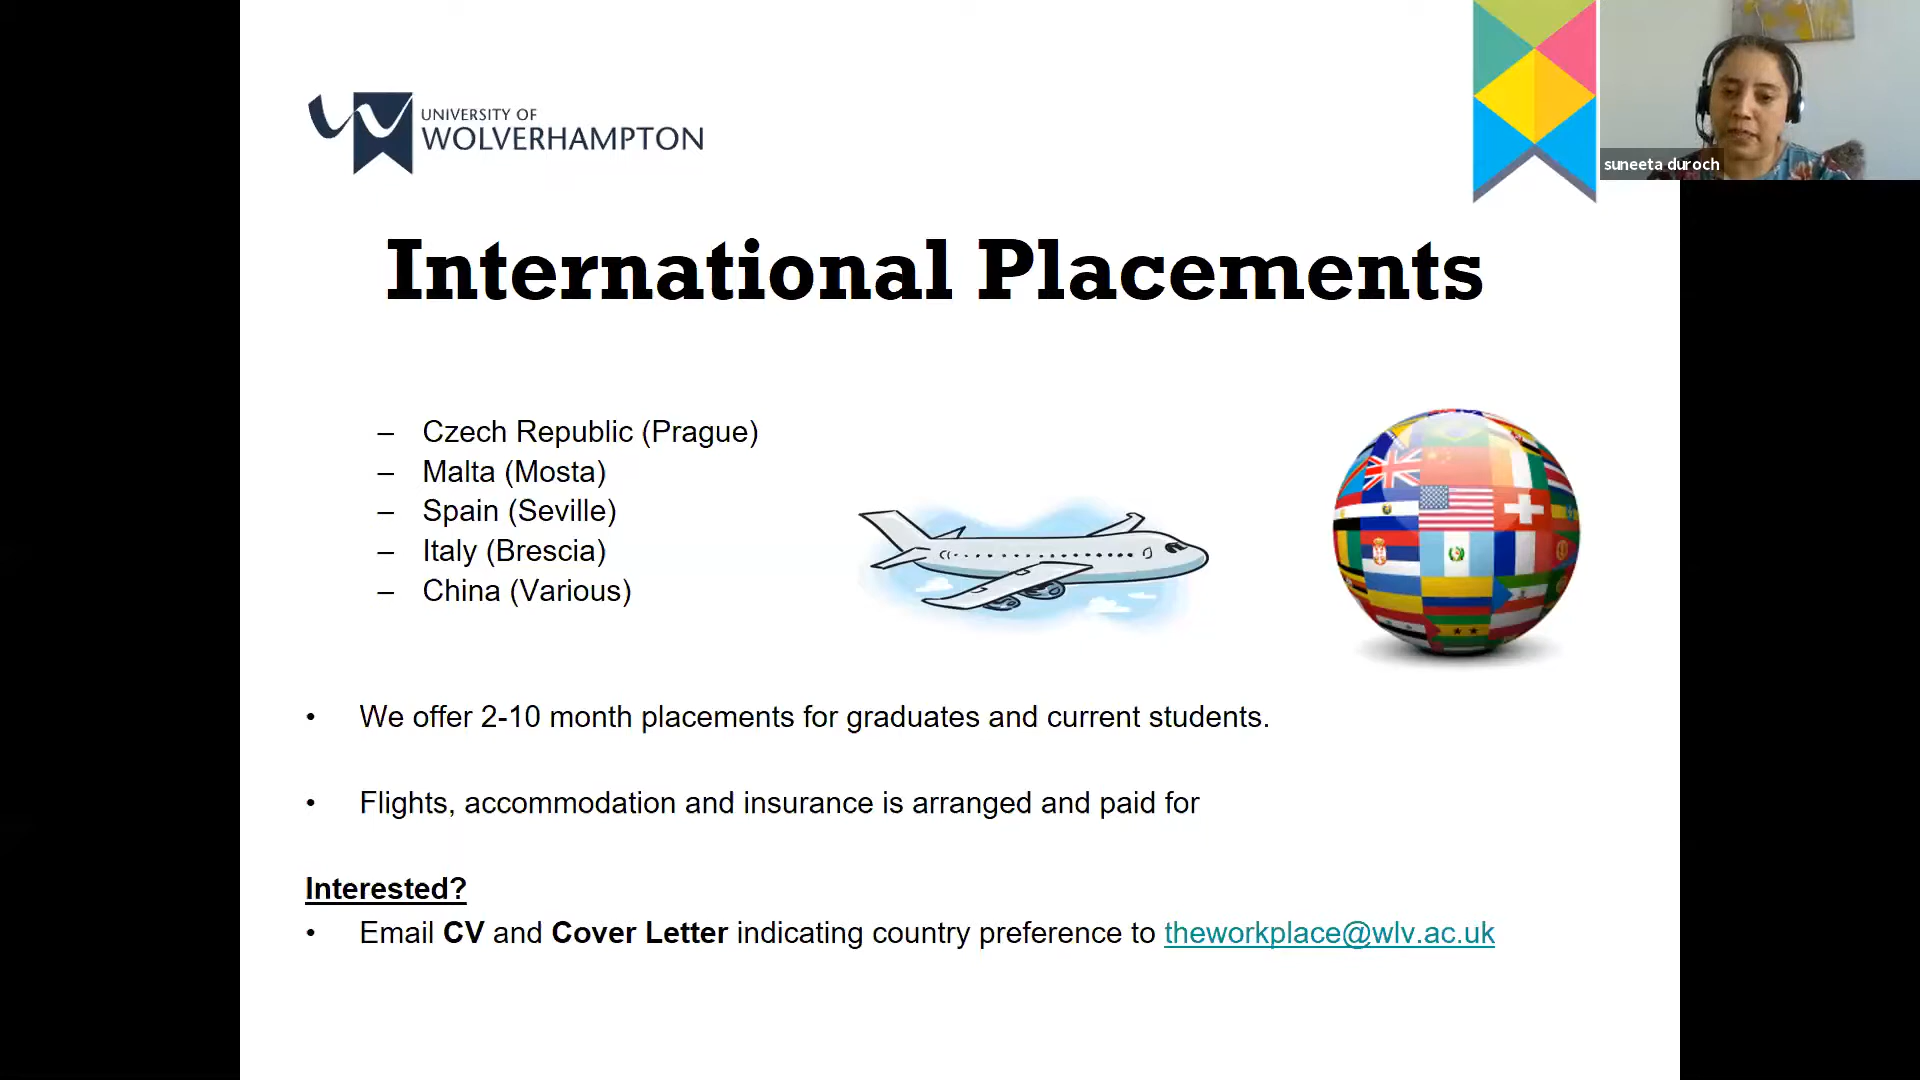 UNIVERSITY OF
WOLVERHAMPTON
suneeta duroch
International Placements
– Czech Republic (Prague)
– Malta (Mosta)
– Spain (Seville)
– Italy (Brescia)
– China (Various)
• We offer 2-10 month placements for graduates and current students.
• Flights, accommodation and insurance is arranged and paid for
Interested?
• Email CV and Cover Letter indicating country preference to theworkplace@wlv.ac.uk